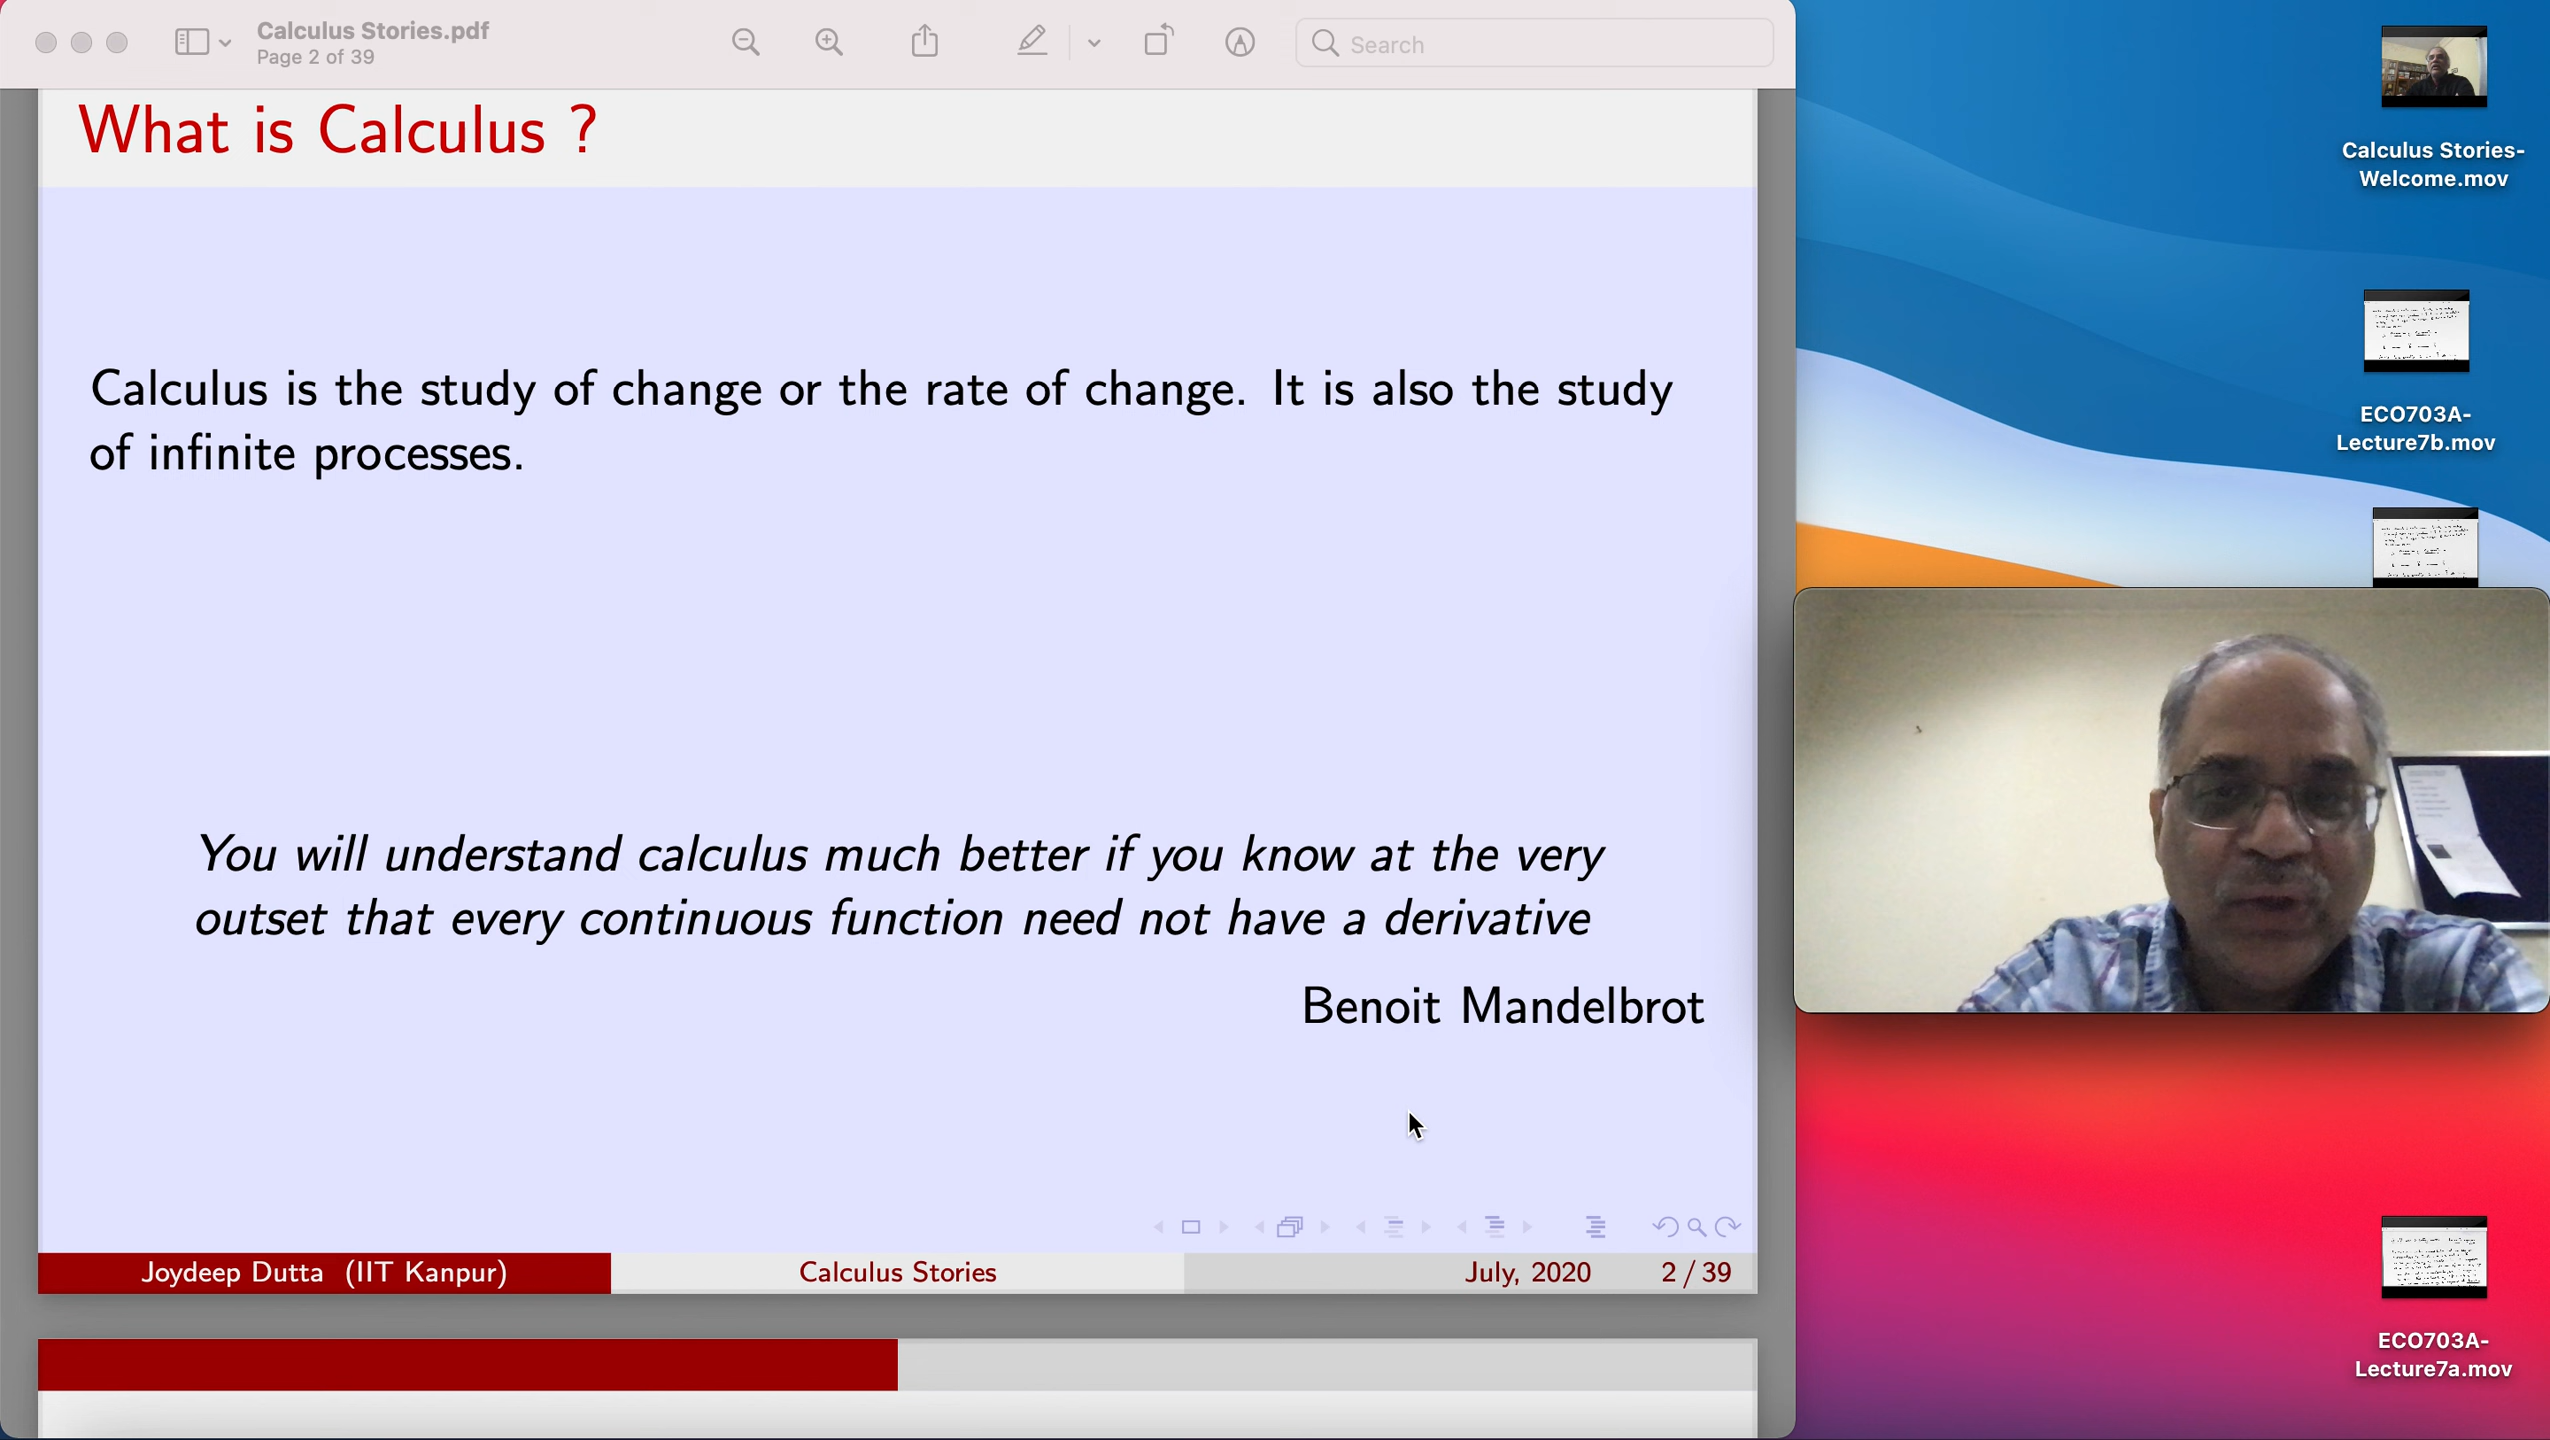 Calculus Stories.pdf
Page 2 of 39
Search
What is Calculus ?
Calculus is the study of change or the rate of change. It is also the study
of infinite processes.
You will understand calculus much better if you know at the very
outset that every continuous function need not have a derivative
Benoit Mandelbrot
Joydeep Dutta (IIT Kanpur)
Calculus Stories
July, 2020
2 / 39
Calculus Stories-
Welcome.mov
ECO703A-
Lecture7b.mov
ECO703A-
Lecture7a.mov